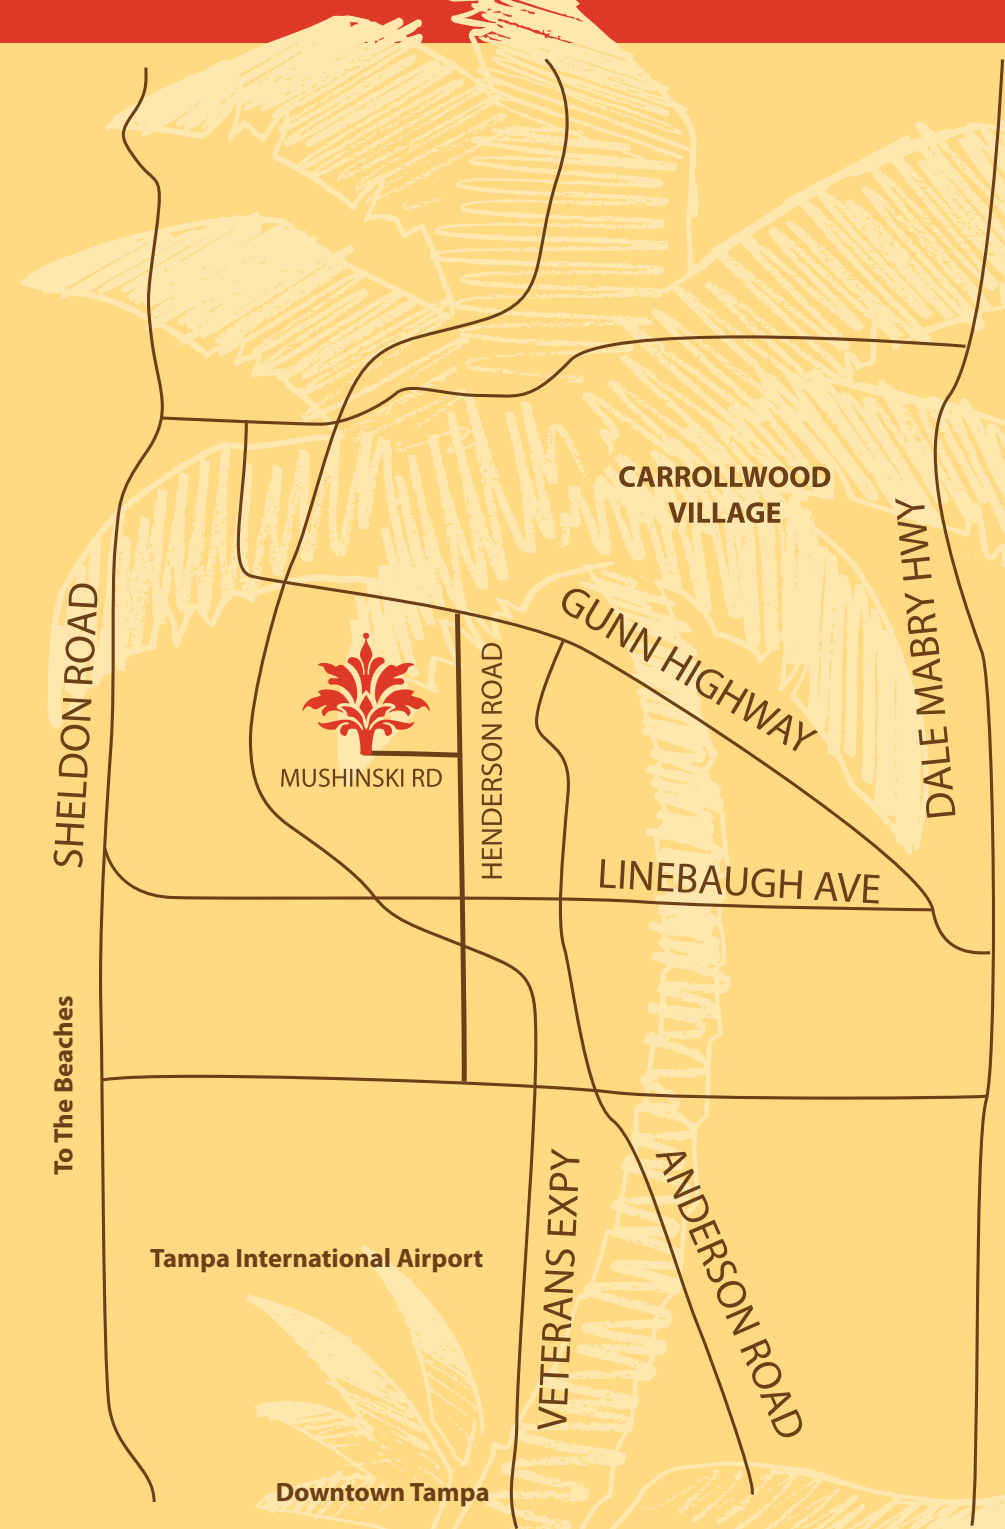 CARROLLWOOD
VILLAGE
DALE MABRY HWY
SHELDON ROAD
GUNN HIGHWAY
HENDERSON ROAD
MUSHINSKI RD
LINEBAUGH AVE
To The Beaches
ANDERSON ROAD
VETERANS EXPY
Tampa International Airport
Downtown Tampa